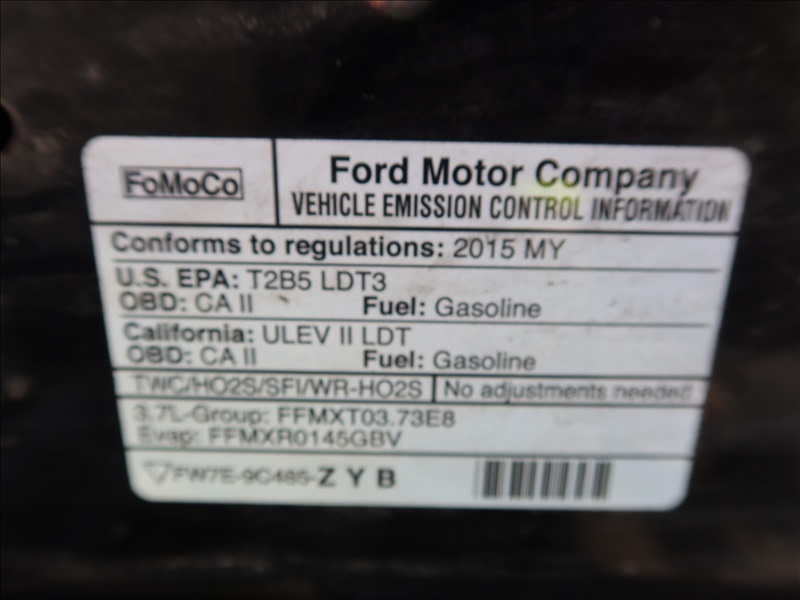 FoMoCo
Ford Motor Company
VEHICLE EMISSION CONTROL INFORMATION
Conforms to regulations: 2015 MY
U.S. EPA: T2B5 LDT3
OBD: CA II Fuel: Gasoline
California: ULEV II LDT
OBD: CA II Fuel: Gasoline
TWC/HO2S/SFI/WR-HO2S No adjustments needed
3.7L-Group: FFMXT03.73E8
Evap: FFMXR0145GBV
FW7E-9C485-ZYB